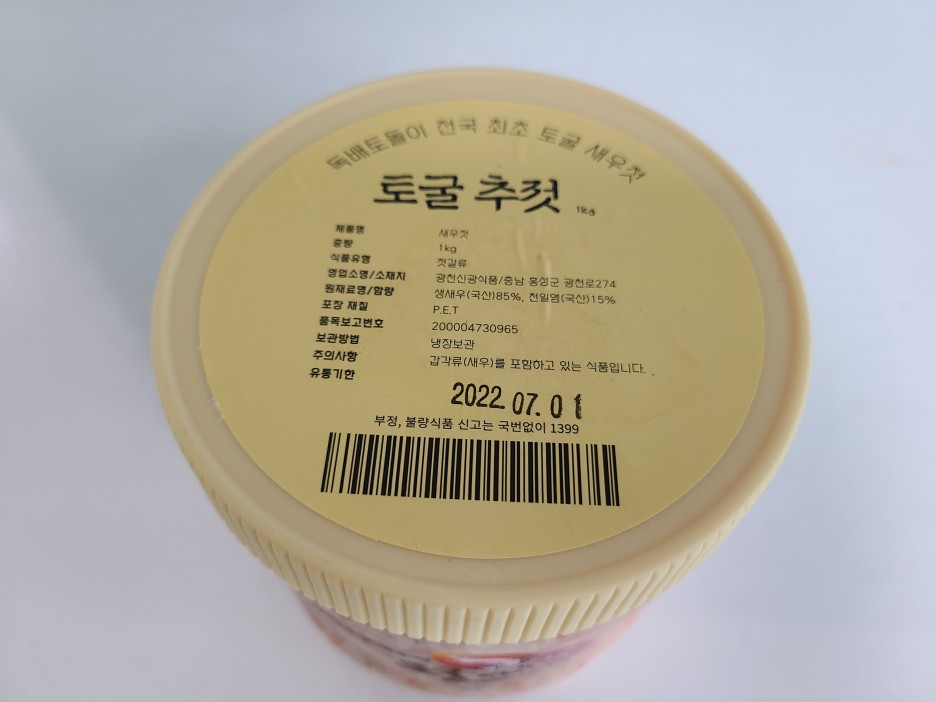 독배토돌이 전국 최초 토굴 새우젓
토굴 추젓 1kg
제품명 새우젓
중량 1kg
식품유형 젓갈류
영업소명/소재지 광천신광식품/충남 홍성군 광천로274
원재료명/함량 생새우(국산)85%, 천일염(국산)15%
포장 재질 P.E.T
품목보고번호 200004730965
보관방법 냉장보관
주의사항 갑각류(새우)를 포함하고 있는 식품입니다.
유통기한 2022.07.01
부정, 불량식품 신고는 국번없이 1399